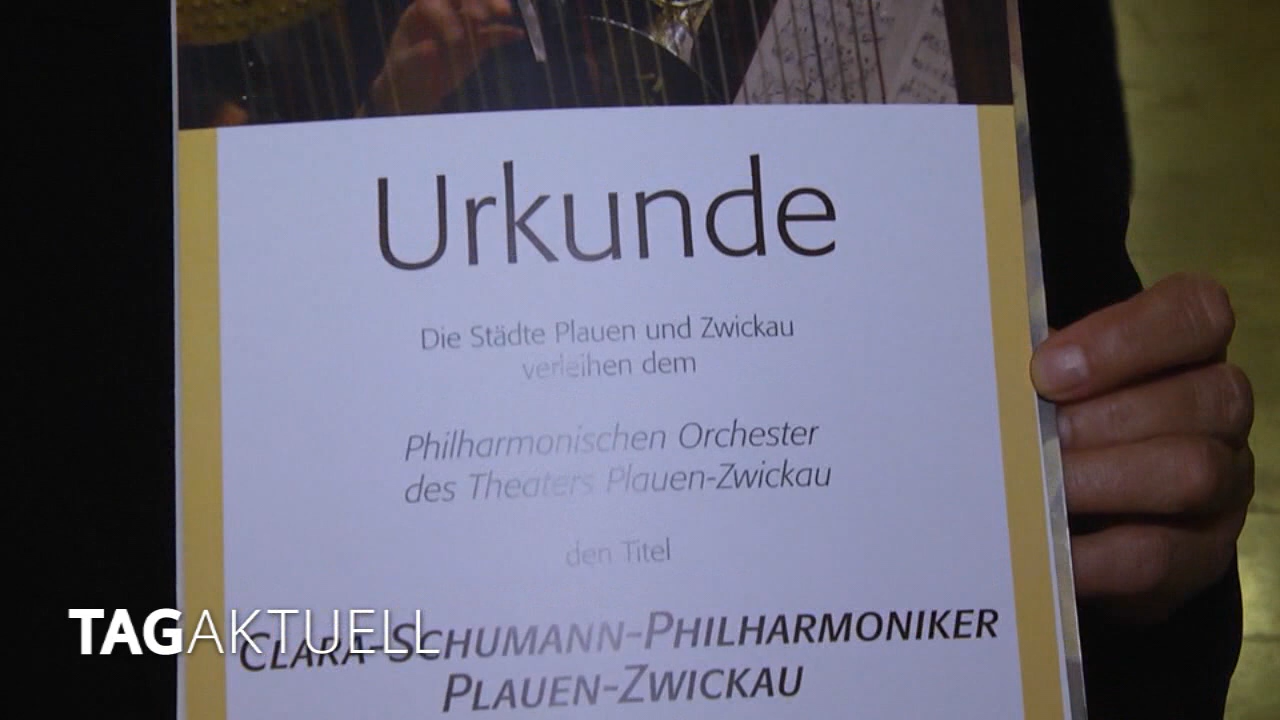 Urkunde
Die Städte Plauen und Zwickau
verleihen dem
Philharmonischen Orchester
des Theaters Plauen-Zwickau
den Titel
CLARA-SCHUMANN-PHILHARMONIKER
PLAUEN-ZWICKAU
TAGAKTUELL